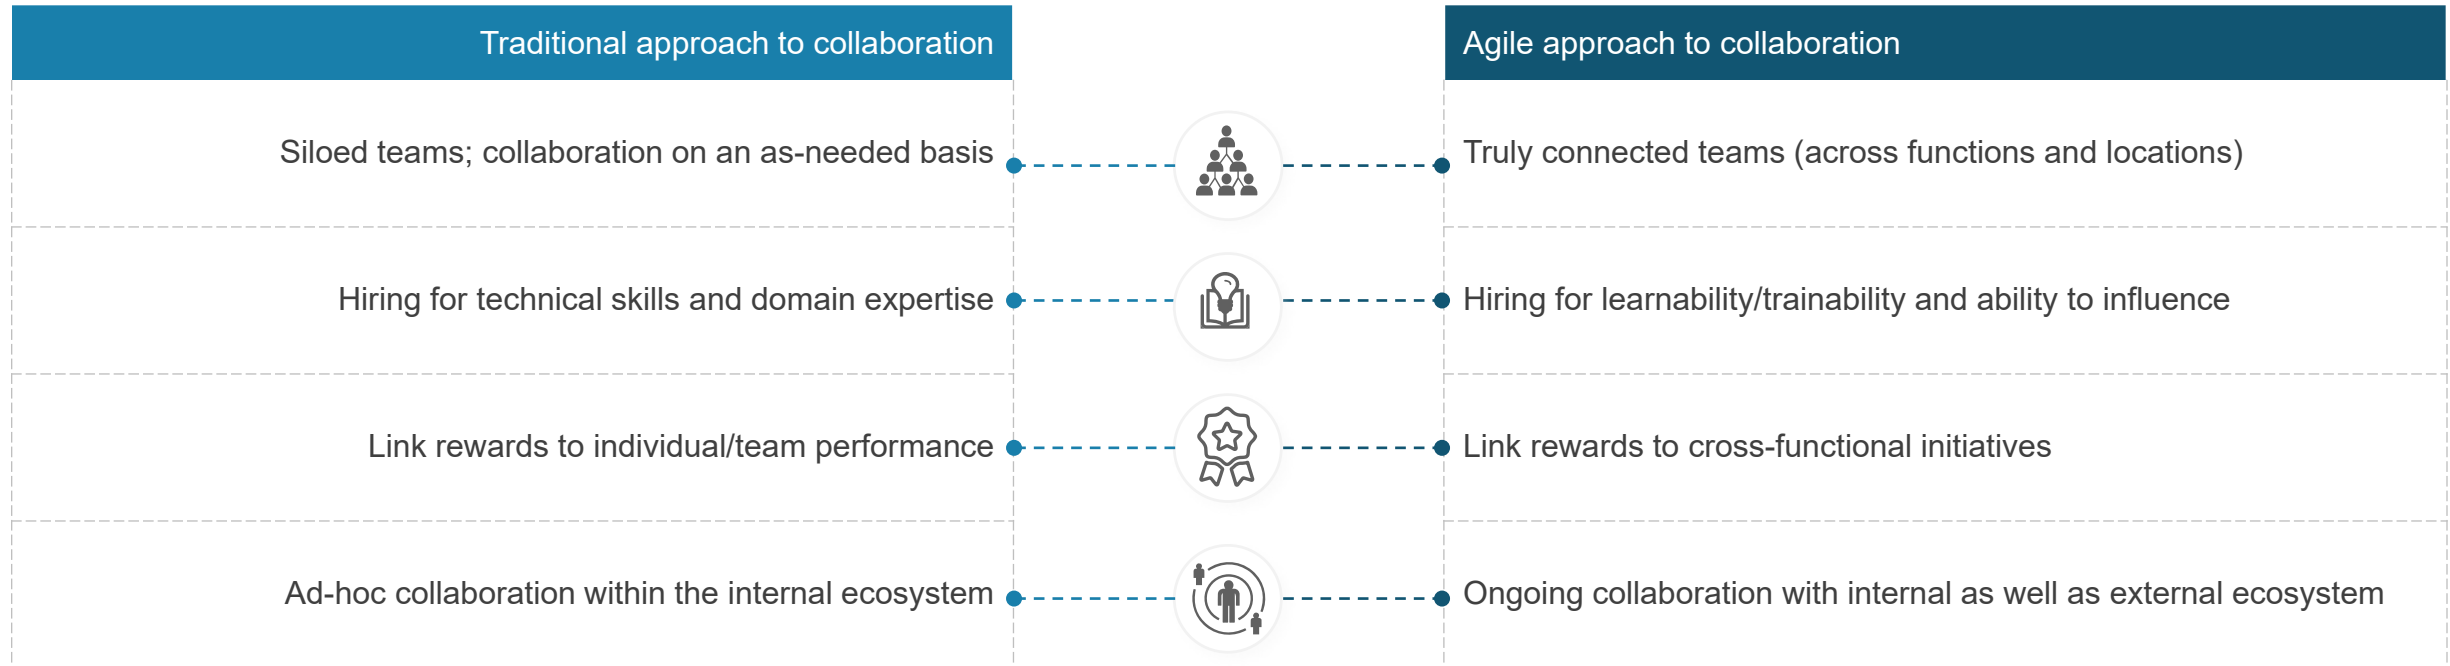 Traditional approach to collaboration
Agile approach to collaboration
Siloed teams; collaboration on an as-needed basis
Truly connected teams (across functions and locations)
Hiring for technical skills and domain expertise
Hiring for learnability/trainability and ability to influence
Link rewards to individual/team performance
Link rewards to cross-functional initiatives
Ad-hoc collaboration within the internal ecosystem
Ongoing collaboration with internal as well as external ecosystem